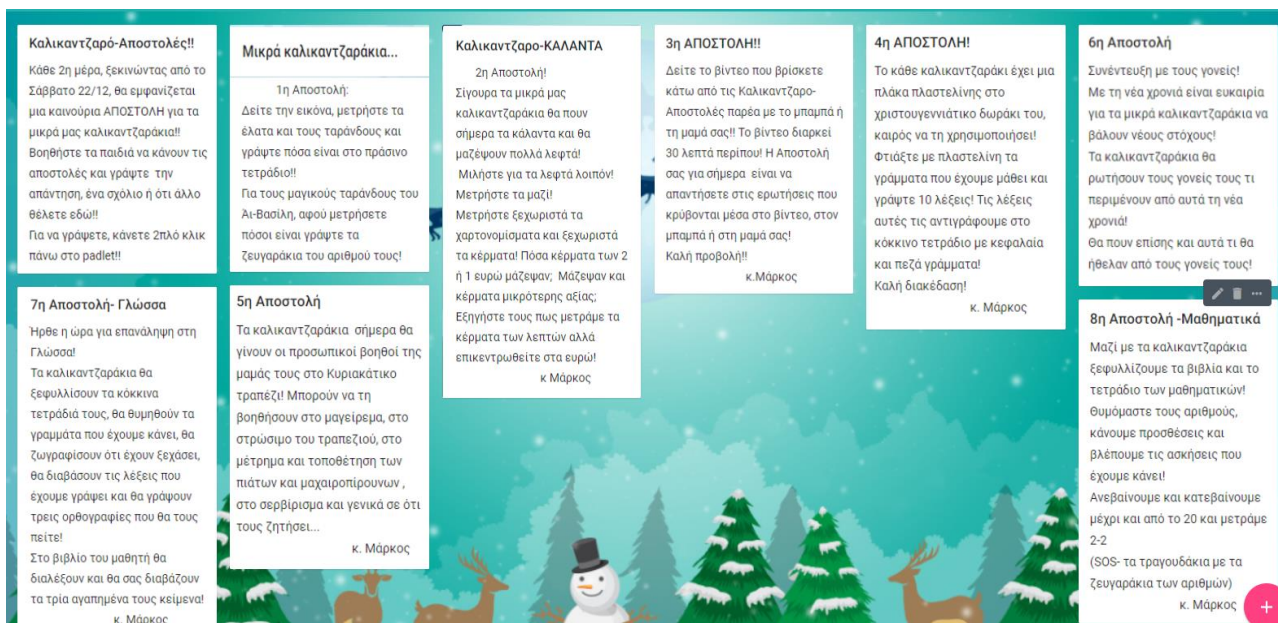 Καλικαντζαρό-Αποστολές!!
Κάθε 2η μέρα, ξεκινώντας από το
Σάββατο 22/12, θα εμφανίζεται
μια καινούρια ΑΠΟΣΤΟΛΗ για τα
μικρά μας καλικαντζαράκια!!
Βοηθήστε τα παιδιά να κάνουν τις
αποστολές και γράψτε την
απάντηση, ένα σχόλιο ή ότι άλλο
θέλετε εδώ!!
Για να γράψετε, κάνετε 2πλό κλικ
πάνω στο padlet!!
Μικρά καλικαντζαράκια...
1η Αποστολή:
Δείτε την εικόνα, μετρήστε τα
έλατα και τους ταράνδους και
γράψτε πόσα είναι στο πράσινο
τετράδιο!!
Για τους μαγικούς ταράνδους του
Άι-Βασίλη, αφού μετρήσετε
πόσοι είναι γράψτε τα
ζευγαράκια του αριθμού τους!
Καλικαντζαρο-ΚΑΛΑΝΤΑ
2η Αποστολή!
Σίγουρα τα μικρά μας
καλικαντζαράκια θα πουν
σήμερα τα κάλαντα και θα
μαζέψουν πολλά λεφτά!
Μιλήστε για τα λεφτά λοιπόν!
Μετρήστε τα μαζί!
Μετρήστε ξεχωριστά τα
χαρτονομίσματα και ξεχωριστά
τα κέρματα! Πόσα κέρματα των 2
ή 1 ευρώ μάζεψαν; Μάζεψαν και
κέρματα μικρότερης αξίας;
Εξηγήστε τους πως μετράμε τα
κέρματα των λεπτών αλλά
επικεντρωθείτε στα ευρώ!
κ Μάρκος
3η ΑΠΟΣΤΟΛΗ!!
Δείτε το βίντεο που βρίσκετε
κάτω από τις Καλικαντζαρο-
Αποστολές παρέα με το μπαμπά ή
τη μαμά σας!! Το βίντεο διαρκεί
30 λεπτά περίπου! Η Αποστολή
σας για σήμερα είναι να
απαντήσετε στις ερωτήσεις που
κρύβονται μέσα στο βίντεο, στον
μπαμπά ή στη μαμά σας!
Καλή προβολή!!
κ.Μάρκος
4η ΑΠΟΣΤΟΛΗ!
Το κάθε καλικαντζαράκι έχει μια
πλάκα πλαστελίνης στο
χριστουγεννιάτικο δωράκι του,
καιρός να τη χρησιμοποιήσει!
Φτιάξτε με πλαστελίνη τα
γράμματα που έχουμε μάθει και
γράψτε 10 λέξεις! Τις λέξεις
αυτές τις αντιγράφουμε στο
κόκκινο τετράδιο με κεφαλαία
και πεζά γράμματα!
Καλή διακέδαση!
κ. Μάρκος
6η Αποστολή
Συνέντευξη με τους γονείς!
Με τη νέα χρονιά είναι ευκαιρία
για τα μικρά καλικαντζαράκια να
βάλουν νέους στόχους!
Τα καλικαντζαράκια θα
ρωτήσουν τους γονείς τους τι
περιμένουν από αυτά τη νέα
χρονιά!
Θα πουν επίσης και αυτά τι θα
ήθελαν από τους γονείς τους!
7η Αποστολή- Γλώσσα
Ήρθε η ώρα για επανάληψη στη
Γλώσσα!
Τα καλικαντζαράκια θα
ξεφυλλίσουν τα κόκκινα
τετράδιά τους, θα θυμηθούν τα
γραμμάτα που έχουμε κάνει, θα
ζωγραφίσουν ότι έχουν ξεχάσει,
θα διαβάσουν τις λέξεις που
έχουμε γράψει και θα γράψουν
τρεις ορθογραφίες που θα τους
πείτε!
Στο βιβλίο του μαθητή θα
διαλέξουν και θα σας διαβάζουν
τα τρία αγαπημένα τους κείμενα!
κ. Μάρκος
5η Αποστολή
Τα καλικαντζαράκια σήμερα θα
γίνουν οι προσωπικοί βοηθοί της
μαμάς τους στο Κυριακάτικο
τραπέζι! Μπορούν να τη
βοηθήσουν στο μαγείρεμα, στο
στρώσιμο του τραπεζιού, στο
μέτρημα και τοποθέτηση των
πιάτων και μαχαιροπίρουνων ,
στο σερβίρισμα και γενικά σε ότι
τους ζητήσει...
κ. Μάρκος
8η Αποστολή -Μαθηματικά
Μαζί με τα καλικαντζαράκια
ξεφυλλίζουμε τα βιβλία και το
τετράδιο των μαθηματικών!
Θυμόμαστε τους αριθμούς,
κάνουμε προσθέσεις και
βλέπουμε τις ασκήσεις που
έχουμε κάνει!
Ανεβαίνουμε και κατεβαίνουμε
μέχρι και από το 20 και μετράμε
2-2
(SOS- τα τραγουδάκια με τα
ζευγαράκια των αριθμών)
κ. Μάρκος